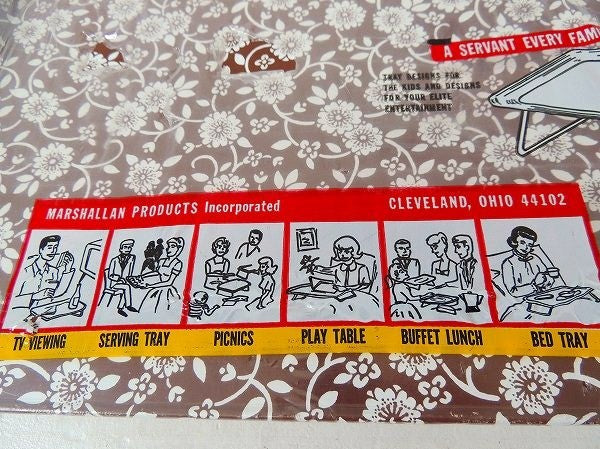 A SERVANT EVERY FAMI
TRAY DESIGNS FOR
THE KIDS AND DESIGNS
FOR YOUR ELITE
ENTERTAINMENT
MARSHALLAN PRODUCTS Incorporated
CLEVELAND, OHIO 44102
TV VIEWING
SERVING TRAY
PICNICS
PLAY TABLE
BUFFET LUNCH
BED TRAY